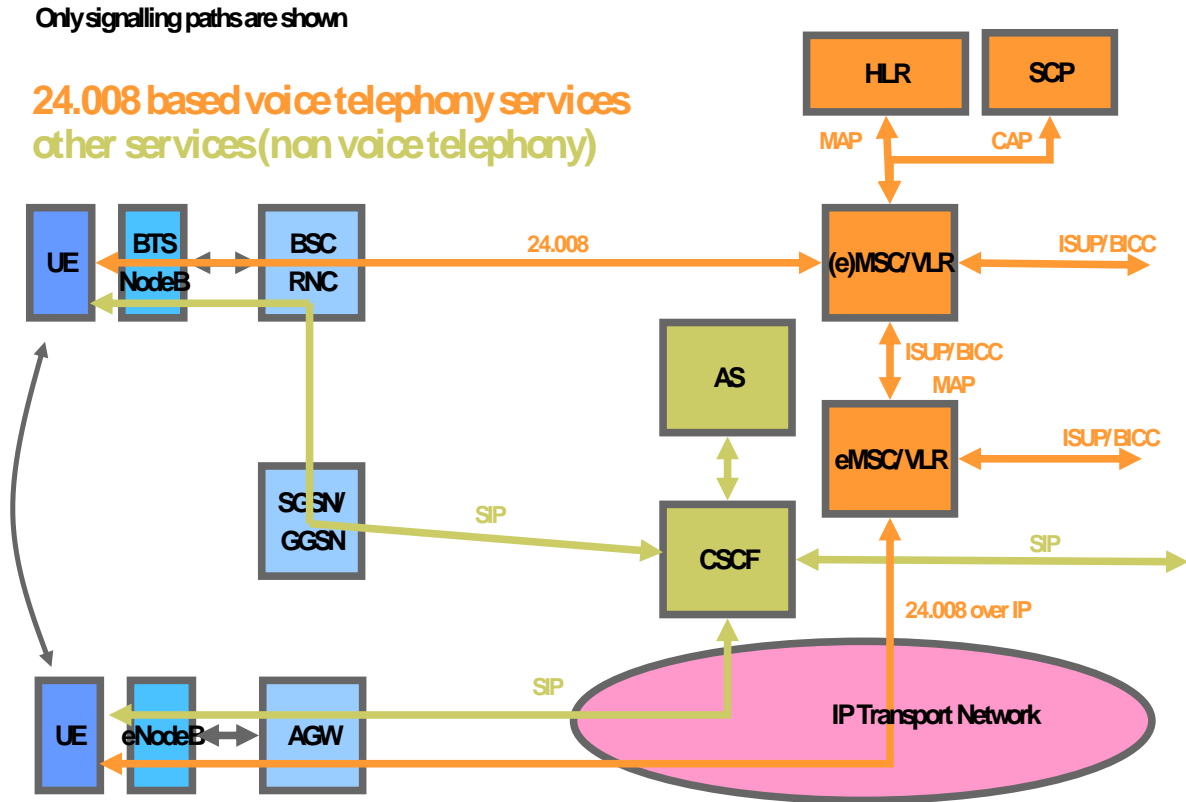 Only signalling paths are shown
24.008 based voice telephony services
other services (non voice telephony)
HLR
SCP
MAP
CAP
UE
BTS
NodeB
BSC
RNC
24.008
(e)MSC/VLR
ISUP/BICC
ISUP/BICC
MAP
AS
eMSC/VLR
ISUP/BICC
SGSN/
GGSN
SIP
CSCF
SIP
24.008 over IP
SIP
IP Transport Network
UE
eNodeB
AGW